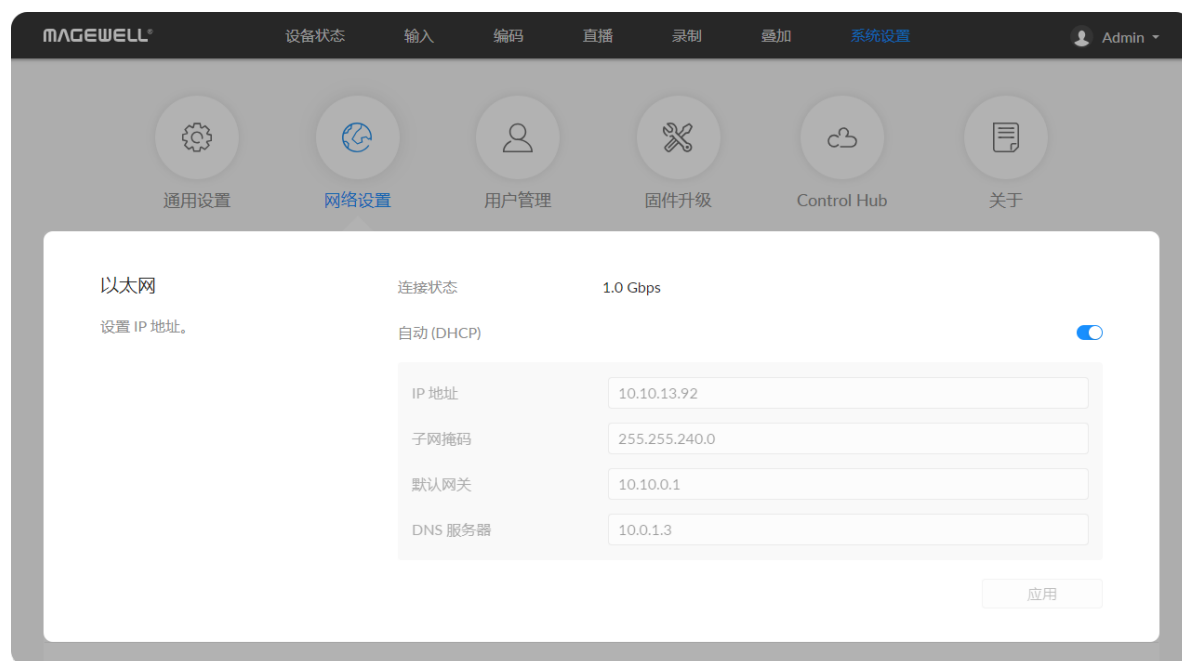 MAGEWELL® 设备状态 输入 编码 直播 录制 叠加 系统设置 Admin
通用设置 网络设置 用户管理 固件升级 Control Hub 关于
以太网 连接状态 1.0 Gbps
设置 IP 地址。 自动 (DHCP)
IP 地址 10.10.13.92
子网掩码 255.255.240.0
默认网关 10.10.0.1
DNS 服务器 10.0.1.3
应用